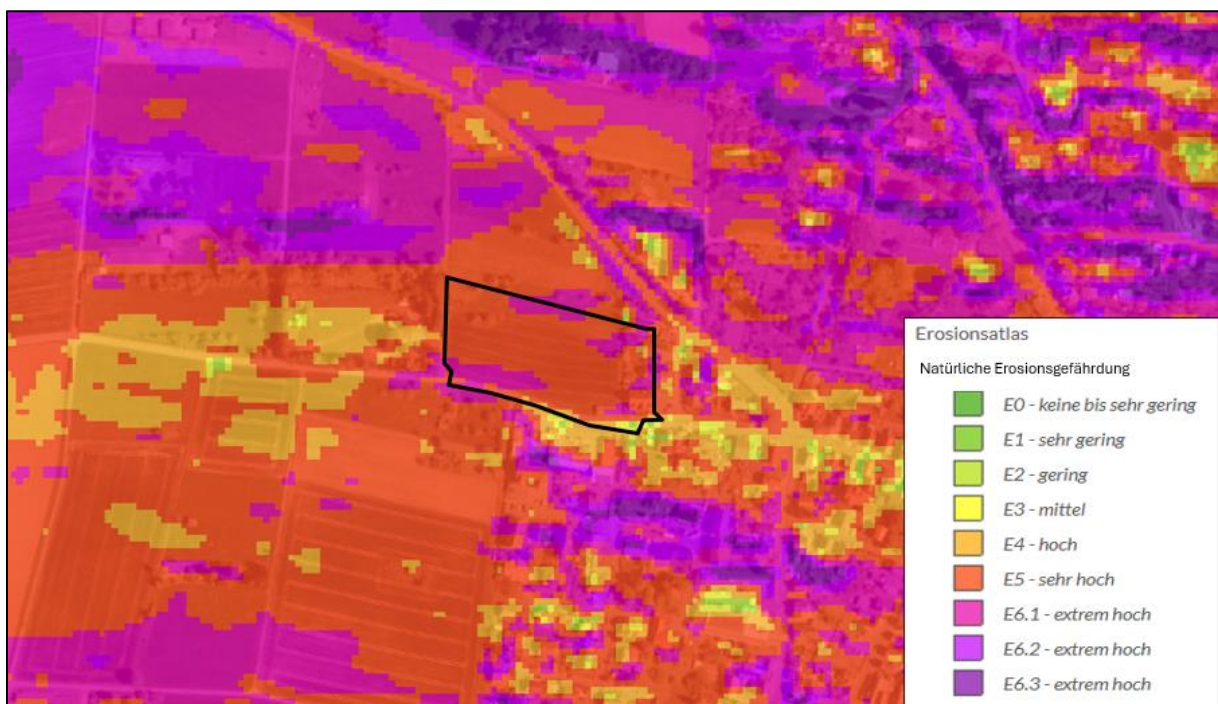 Erosionsatlas
Natürliche Erosionsgefährdung
E0 - keine bis sehr gering
E1 - sehr gering
E2 - gering
E3 - mittel
E4 - hoch
E5 - sehr hoch
E6.1 - extrem hoch
E6.2 - extrem hoch
E6.3 - extrem hoch